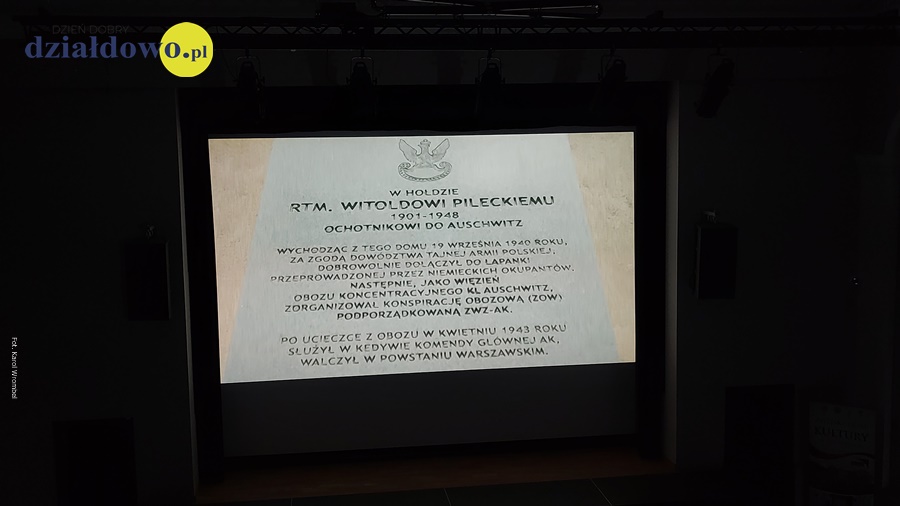 DZIEŃ DOBRY
działdowo.pl
W HOŁDZIE
RTM. WITOLDOWI PILECKIEMU
1901-1948
OCHOTNIKOWI DO AUSCHWITZ
WYCHODZĄC Z TEGO DOMU 19 WRZEŚNIA 1940 ROKU,
ZA ZGODĄ DOWÓDZTWA TAJNEJ ARMII POLSKIEJ,
DOBROWOLNIE DOŁĄCZYŁ DO ŁAPANKI
PRZEPROWADZONEJ PRZEZ NIEMIECKICH OKUPANTÓW.
NASTĘPNIE, JAKO WIĘZIEŃ
OBOZU KONCENTRACYJNEGO KL AUSCHWITZ,
ZORGANIZOWAŁ KONSPIRACJĘ OBOZOWĄ (ZOW)
PODPORZĄDKOWANĄ ZWZ-AK.
PO UCIECZCE Z OBOZU W KWIETNIU 1943 ROKU
SŁUŻYŁ W KEDYWIE KOMENDY GŁÓWNEJ AK,
WALCZYŁ W POWSTANIU WARSZAWSKIM.
Fot. Karol Wrombel
KULTURY